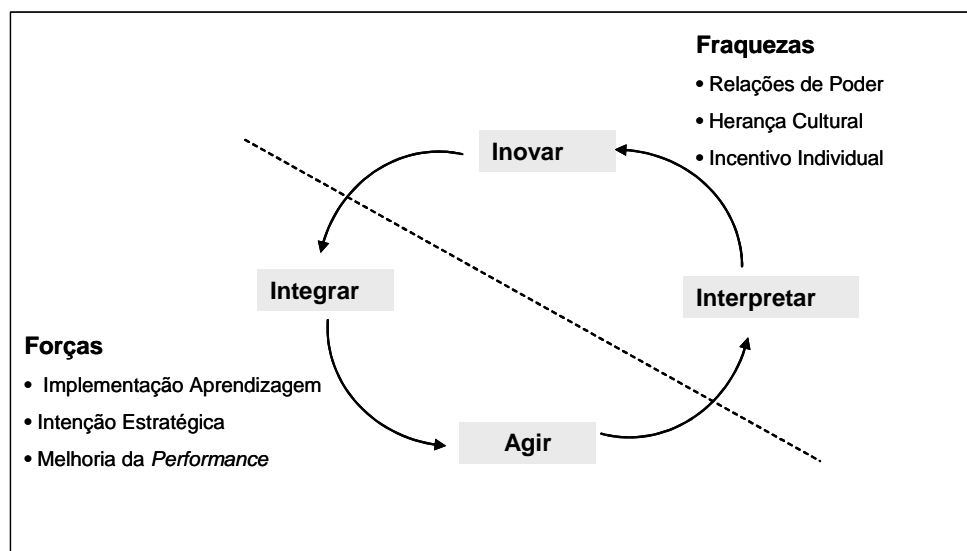 Fraquezas
• Relações de Poder
• Herança Cultural
• Incentivo Individual
Inovar
Integrar
Interpretar
Forças
• Implementação Aprendizagem
• Intenção Estratégica
• Melhoria da Performance
Agir